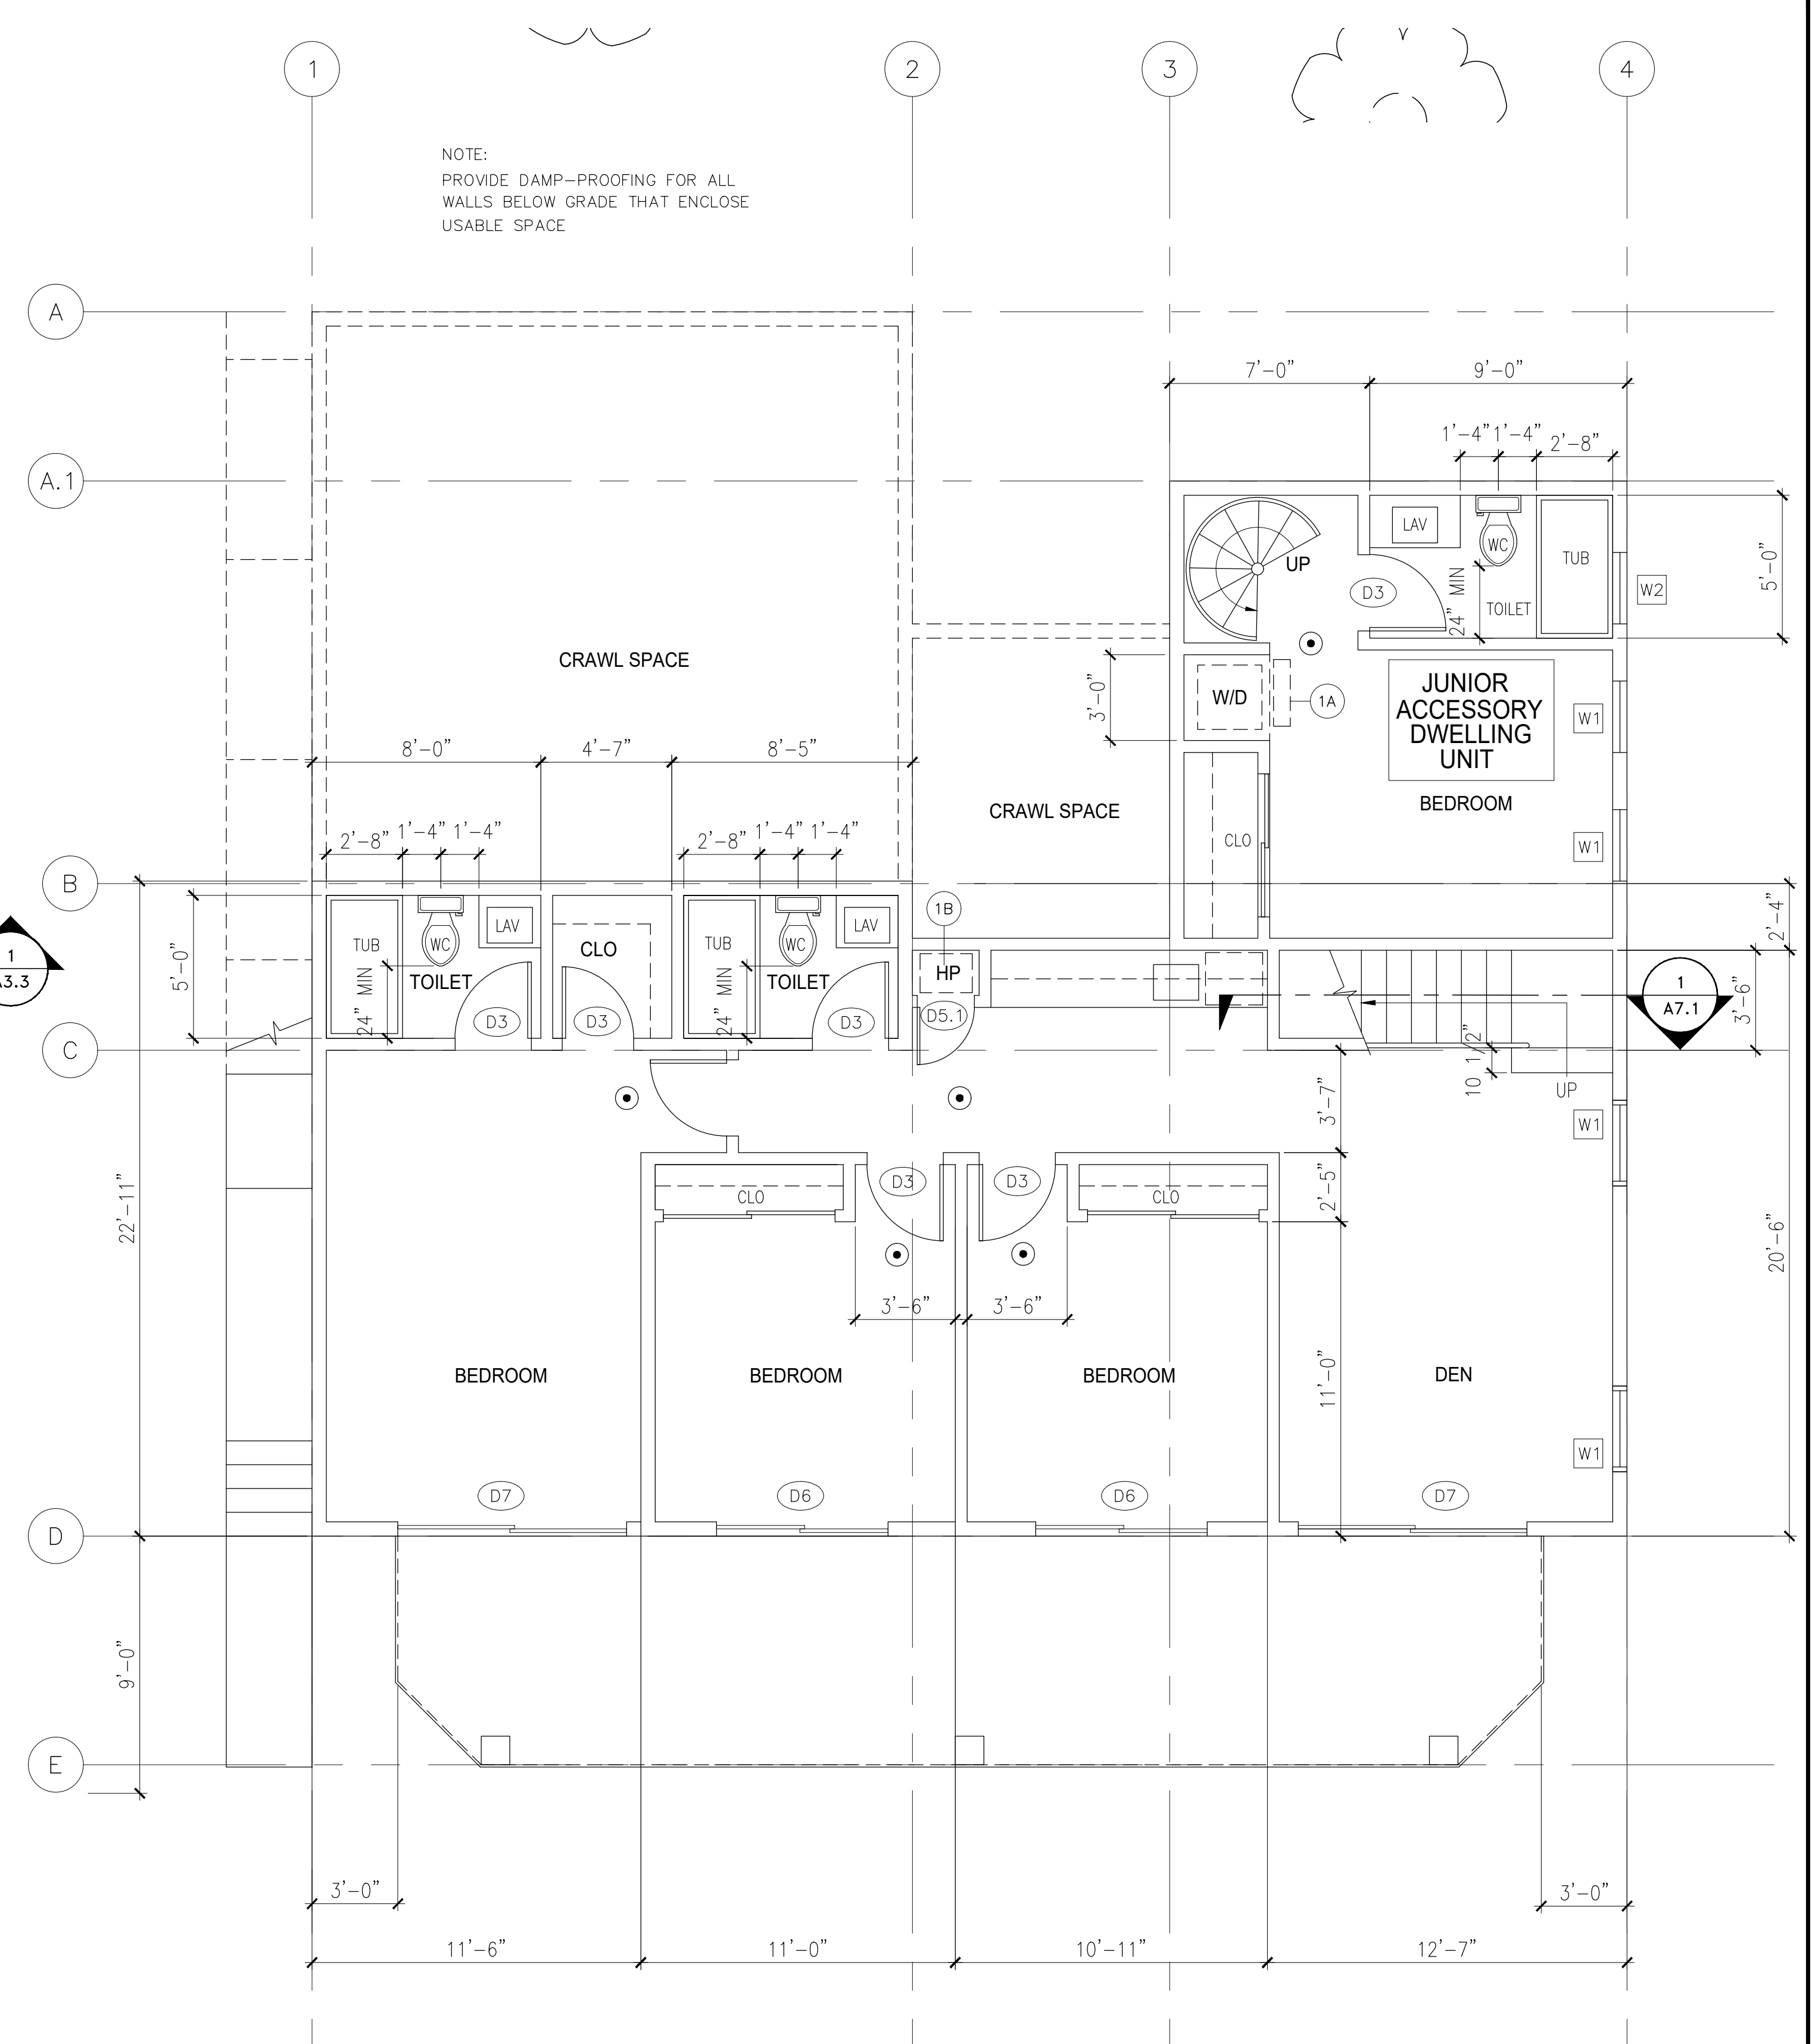 1
2
3
4
NOTE:
PROVIDE DAMP-PROOFING FOR ALL
WALLS BELOW GRADE THAT ENCLOSE
USABLE SPACE
A
7'-0"
9'-0"
1'-4"
1'-4"
2'-8"
A.1
LAV
WC
TUB
UP
D3
24" MIN
TOILET
5'-0"
W2
CRAWL SPACE
3'-0"
W/D
1A
JUNIOR
ACCESSORY
DWELLING
UNIT
W1
BEDROOM
8'-0"
4'-7"
8'-5"
CRAWL SPACE
CLO
W1
2'-8"
1'-4"
1'-4"
2'-8"
1'-4"
1'-4"
B
1B
2'-4"
5'-0"
TUB
WC
LAV
CLO
TUB
WC
LAV
24" MIN
TOILET
24" MIN
TOILET
HP
1
A3.3
1
A7.1
3'-6"
D3
D3
D3
D5.1
C
10 1/2"
UP
3'-7"
W1
22'-11"
CLO
D3
D3
CLO
2'-5"
20'-6"
3'-6"
3'-6"
11'-0"
BEDROOM
BEDROOM
BEDROOM
DEN
W1
D7
D6
D6
D7
D
9'-0"
E
3'-0"
3'-0"
11'-6"
11'-0"
10'-11"
12'-7"